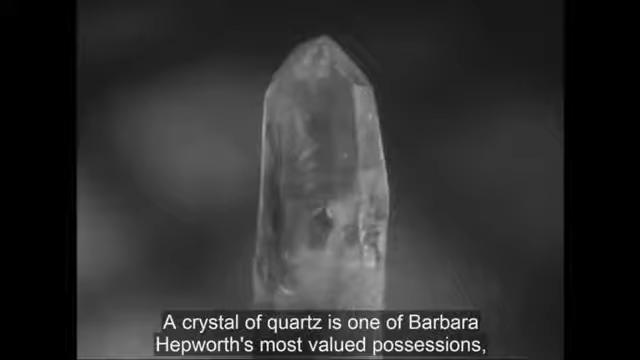 A crystal of quartz is one of Barbara
Hepworth's most valued possessions,